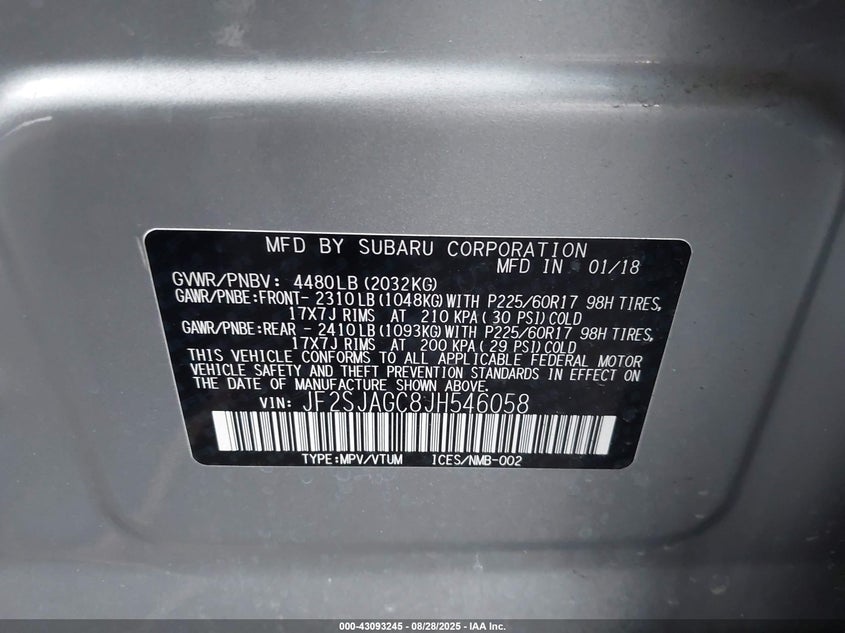 MFD BY SUBARU CORPORATION
MFD IN 01/18
GVWR/PNBV: 4480LB (2032KG)
GAWR/PNBE:FRONT- 2310LB (1048KG) WITH P225/60R17 98H TIRES,
17X7J RIMS AT 210 KPA (30 PSI) COLD
GAWR/PNBE:REAR - 2410LB (1093KG) WITH P225/60R17 98H TIRES,
17X7J RIMS AT 200 KPA (29 PSI) COLD
THIS VEHICLE CONFORMS TO ALL APPLICABLE FEDERAL MOTOR
VEHICLE SAFETY AND THEFT PREVENTION STANDARDS IN EFFECT ON
THE DATE OF MANUFACTURE SHOWN ABOVE.
VIN: JF2SJAGC8JH546058
TYPE:MPV/VTUM ICES/NMB-002
000-43093245 - 08/28/2025 - IAA Inc.